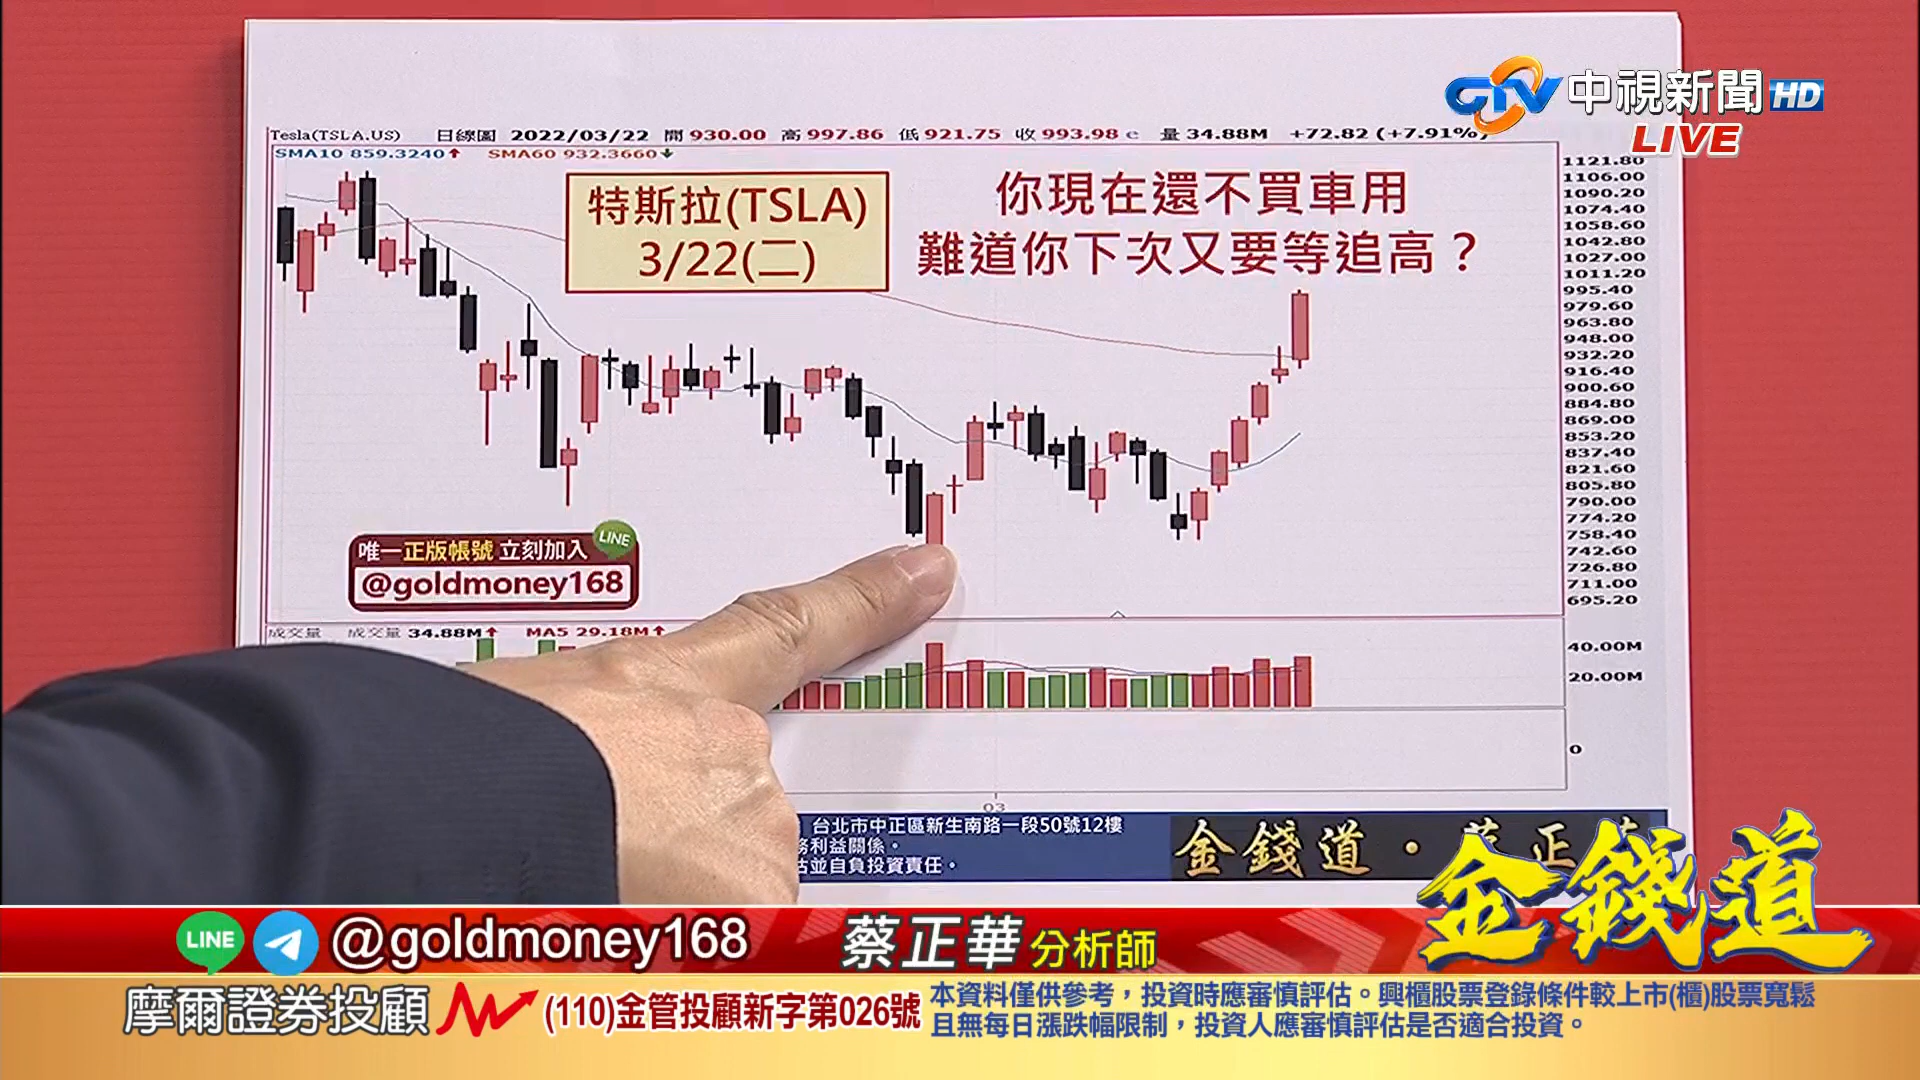 CTV 中視新聞 HD
LIVE
Tesla(TSLA.US) 日線圖 2022/03/22 開 930.00 高 997.86 低 921.75 收 993.98 c 量 34.88M +72.82 (+7.91%)
SMA10 859.3240↑ SMA60 932.3660↓
特斯拉(TSLA)
3/22(二)
你現在還不買車用
難道你下次又要等追高？
1121.80
1106.00
1090.20
1074.40
1058.60
1042.80
1027.00
1011.20
995.40
979.60
963.80
948.00
932.20
916.40
900.60
884.80
869.00
853.20
837.40
821.60
805.80
790.00
774.20
758.40
742.60
726.80
711.00
695.20
唯一正版帳號 立刻加入 LINE
@goldmoney168
成交量 成交量 34.88M↑ MA5 29.18M↑
40.00M
20.00M
0
03
台北市中正區新生南路一段50號12樓
務利益關係。
估並自負投資責任。
金錢道・蔡正
金錢道
LINE @goldmoney168 蔡正華 分析師
摩爾證券投顧 (110)金管投顧新字第026號
本資料僅供參考，投資時應審慎評估。興櫃股票登錄條件較上市(櫃)股票寬鬆
且無每日漲跌幅限制，投資人應審慎評估是否適合投資。